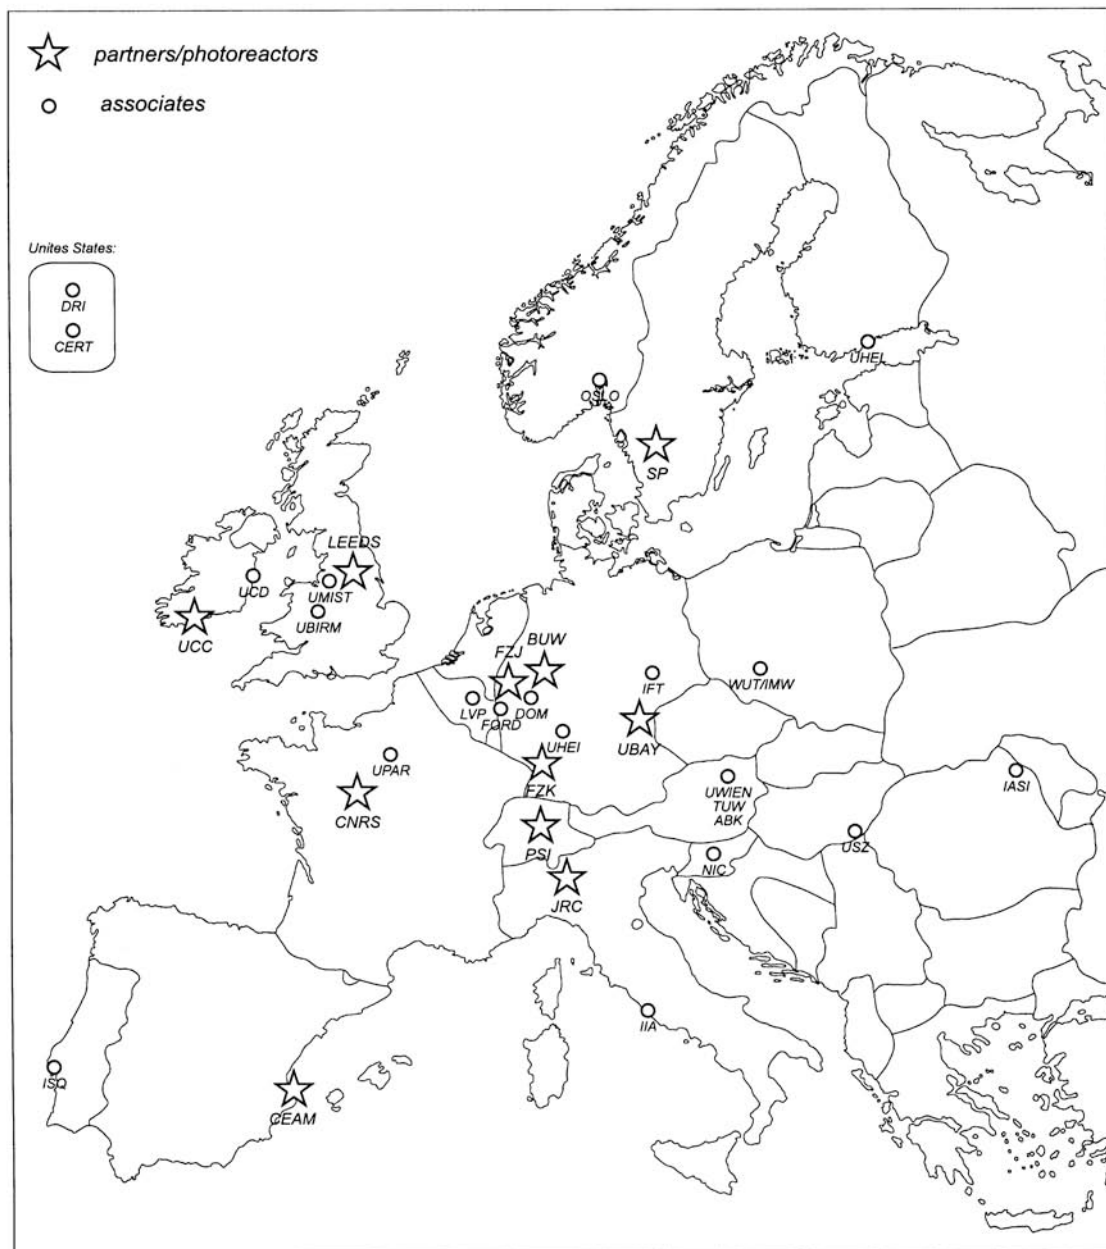 partners/photoreactors
associates
Unites States:
DRI
CERT
UHEL
OSLO
SP
LEEDS
UCD
UMIST
UBIRM
UCC
BUW
FZJ
IFT
WUT/IMW
LVP
FORD
DOM
UBAY
UHEI
UPAR
FZK
CNRS
UWIEN
TUW
ABK
IASI
USZ
PSI
NIC
JRC
IIA
ISQ
CEAM